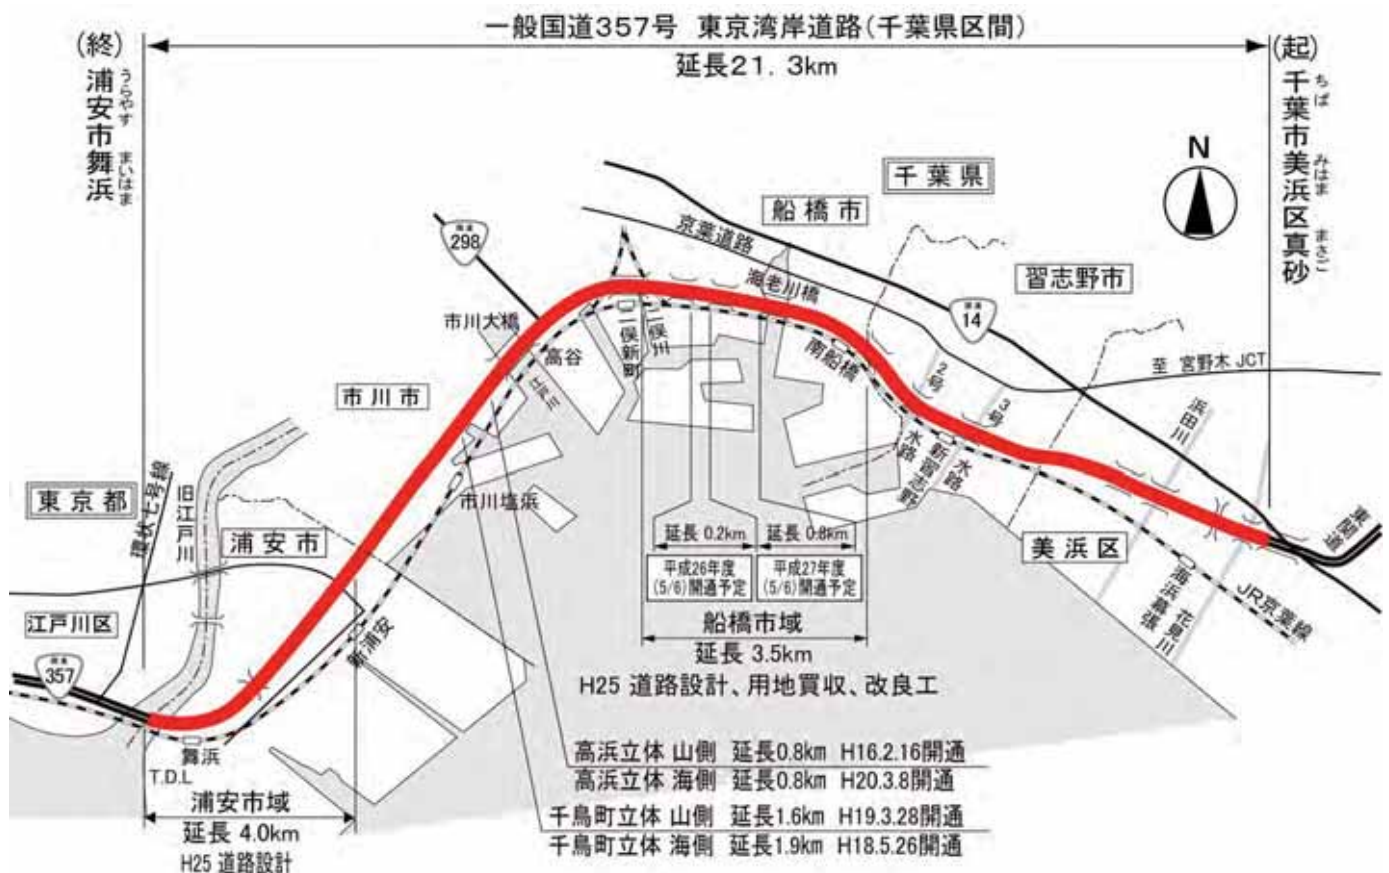 一般国道357号 東京湾岸道路(千葉県区間)
延長21.3km
(終)
浦安市舞浜
うらやす まいはま
(起)
千葉市美浜区真砂
ちば みはま まさご
N
千葉県
船橋市
京葉道路
国道
298
海老川橋
習志野市
国道
14
市川大橋
高谷
二俣新町
二俣川
南船橋
2号
水路
3号
水路
至 宮野木 JCT
市川市
江戸川
浜田川
新習志野
東京都
環状七号線
旧江戸川
市川塩浜
浦安市
延長 0.2km
延長 0.8km
平成26年度
(5/6)開通予定
平成27年度
(5/6)開通予定
美浜区
東関道
江戸川区
船橋市域
延長 3.5km
H25 道路設計、用地買収、改良工
海浜幕張
花見川
JR京葉線
国道
357
新浦安
舞浜
T.D.L
高浜立体 山側 延長0.8km H16.2.16開通
高浜立体 海側 延長0.8km H20.3.8開通
千鳥町立体 山側 延長1.6km H19.3.28開通
千鳥町立体 海側 延長1.9km H18.5.26開通
浦安市域
延長 4.0km
H25 道路設計